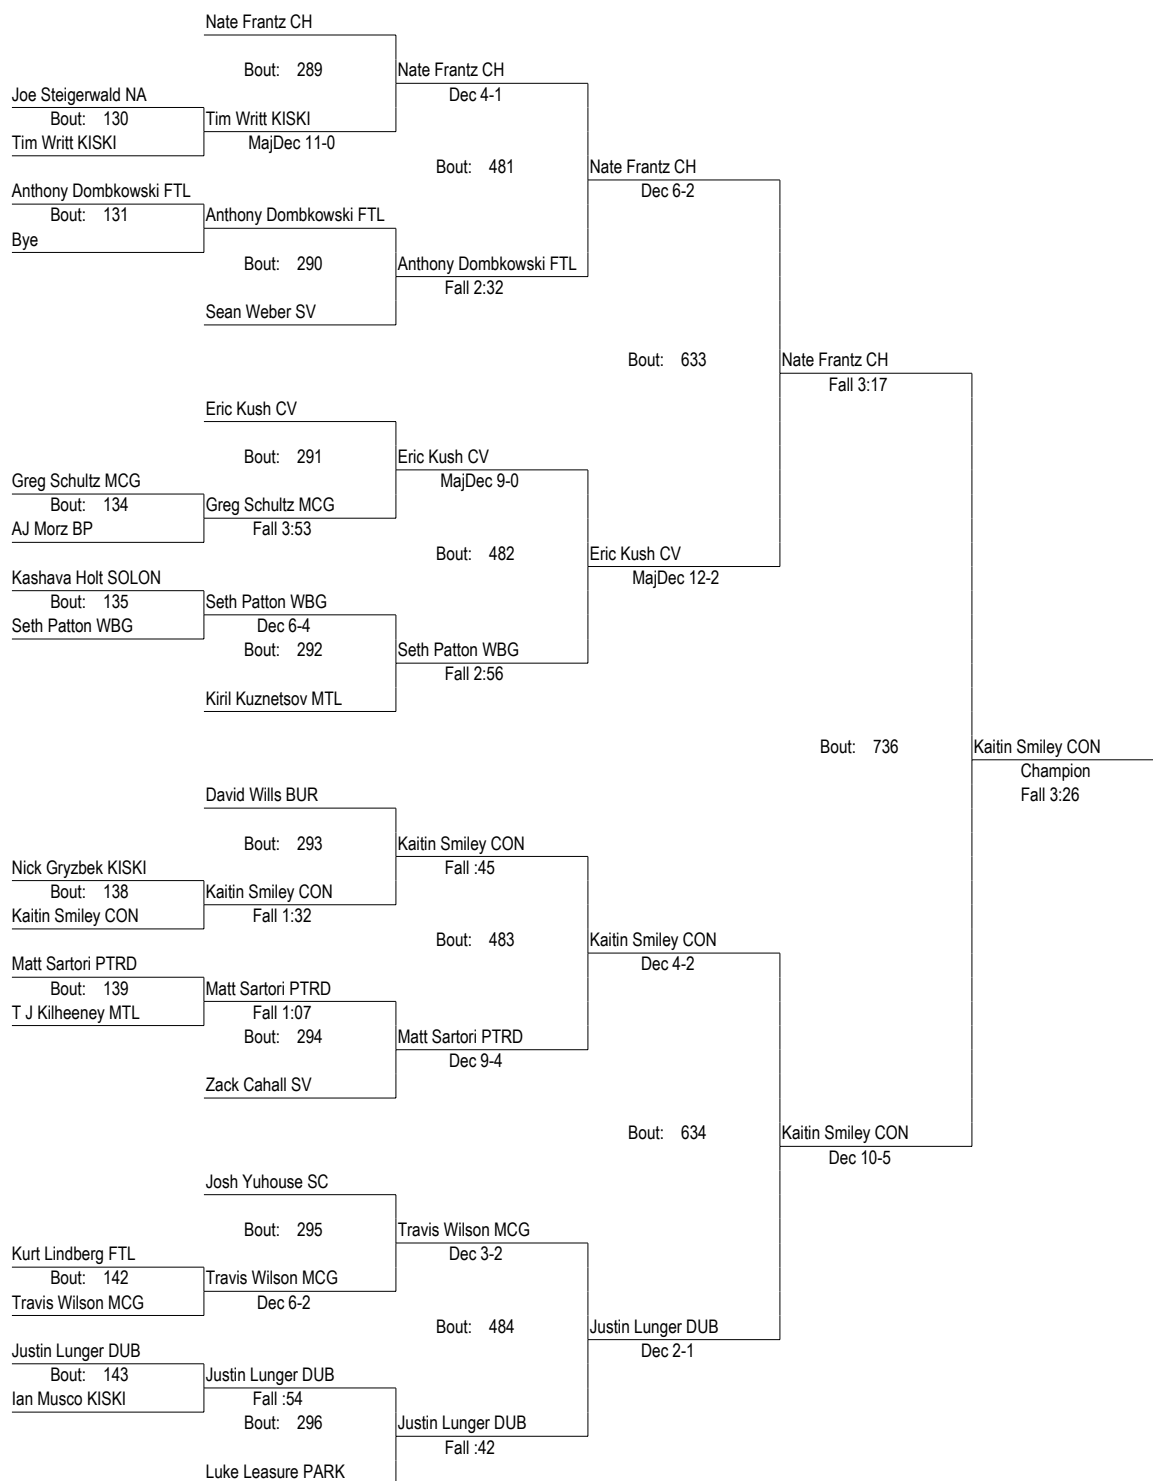 Nate Frantz CH
Bout: 289
Nate Frantz CH
Dec 4-1
Joe Steigerwald NA
Bout: 130
Tim Writt KISKI
Tim Writt KISKI
MajDec 11-0
Bout: 481
Nate Frantz CH
Dec 6-2
Anthony Dombkowski FTL
Bout: 131
Anthony Dombkowski FTL
Bye
Bout: 290
Anthony Dombkowski FTL
Fall 2:32
Sean Weber SV
Bout: 633
Nate Frantz CH
Fall 3:17
Eric Kush CV
Bout: 291
Eric Kush CV
MajDec 9-0
Greg Schultz MCG
Bout: 134
Greg Schultz MCG
AJ Morz BP
Fall 3:53
Bout: 482
Eric Kush CV
MajDec 12-2
Kashava Holt SOLON
Bout: 135
Seth Patton WBG
Seth Patton WBG
Dec 6-4
Bout: 292
Seth Patton WBG
Fall 2:56
Kiril Kuznetsov MTL
Bout: 736
Kaitin Smiley CON
Champion
Fall 3:26
David Wills BUR
Bout: 293
Kaitin Smiley CON
Fall :45
Nick Gryzbek KISKI
Bout: 138
Kaitin Smiley CON
Kaitin Smiley CON
Fall 1:32
Bout: 483
Kaitin Smiley CON
Dec 4-2
Matt Sartori PTRD
Bout: 139
Matt Sartori PTRD
T J Kilheeney MTL
Fall 1:07
Bout: 294
Matt Sartori PTRD
Dec 9-4
Zack Cahall SV
Bout: 634
Kaitin Smiley CON
Dec 10-5
Josh Yuhouse SC
Bout: 295
Travis Wilson MCG
Dec 3-2
Kurt Lindberg FTL
Bout: 142
Travis Wilson MCG
Travis Wilson MCG
Dec 6-2
Bout: 484
Justin Lunger DUB
Dec 2-1
Justin Lunger DUB
Bout: 143
Justin Lunger DUB
Ian Musco KISKI
Fall :54
Bout: 296
Justin Lunger DUB
Fall :42
Luke Leasure PARK